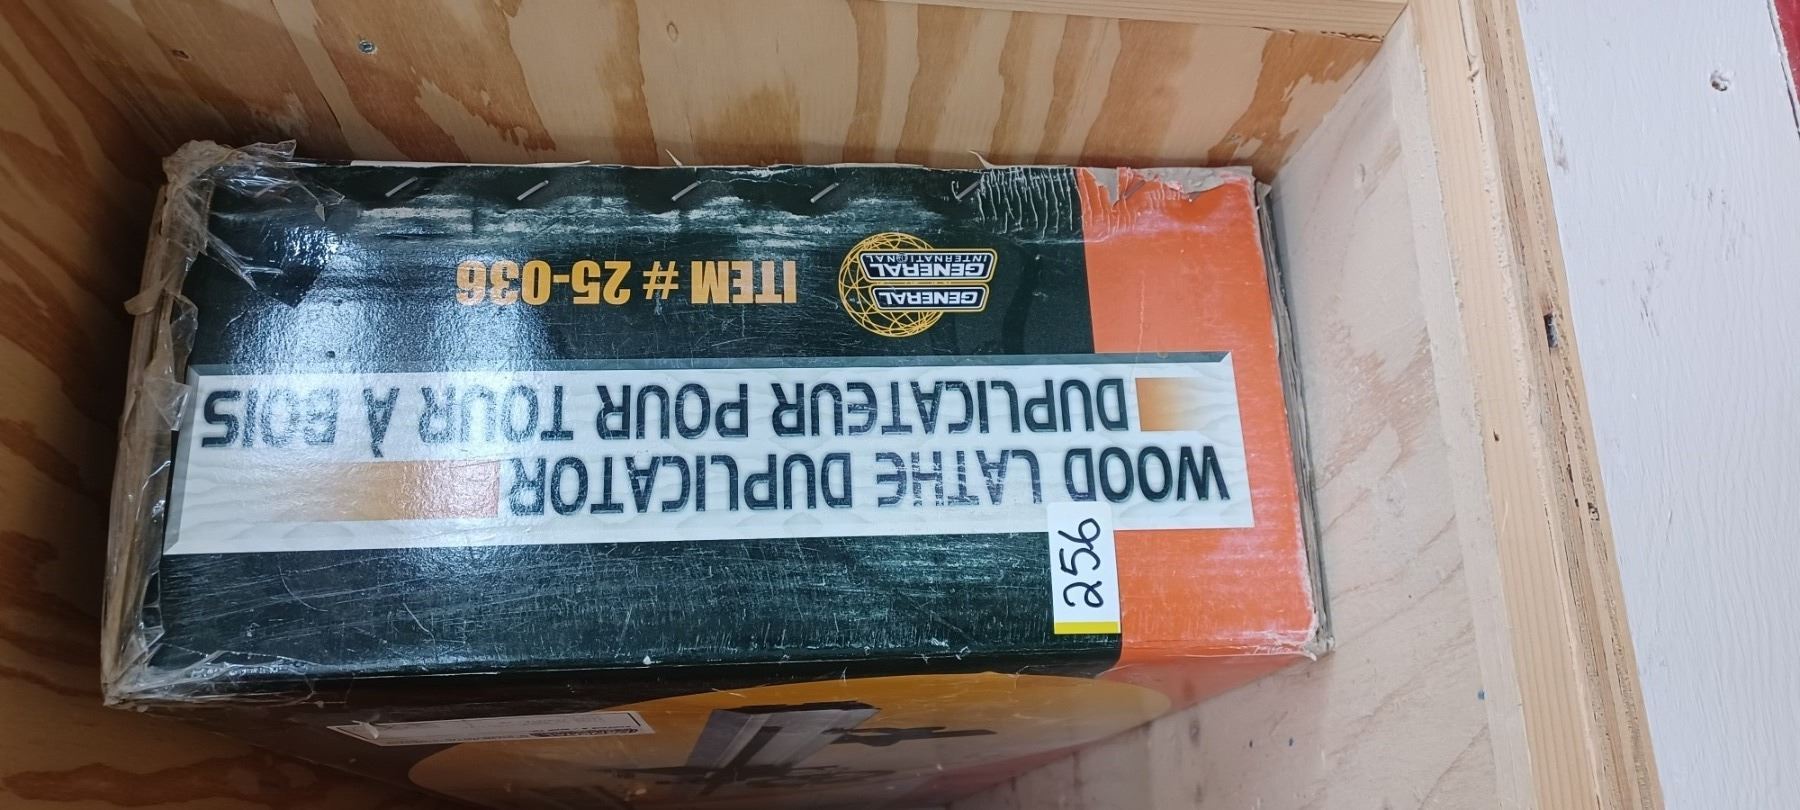 WOOD LATHE DUPLICATOR
DUPLICATEUR POUR TOUR À BOIS
GENERAL
GENERAL
INTERNATIONAL
ITEM # 25-036
256